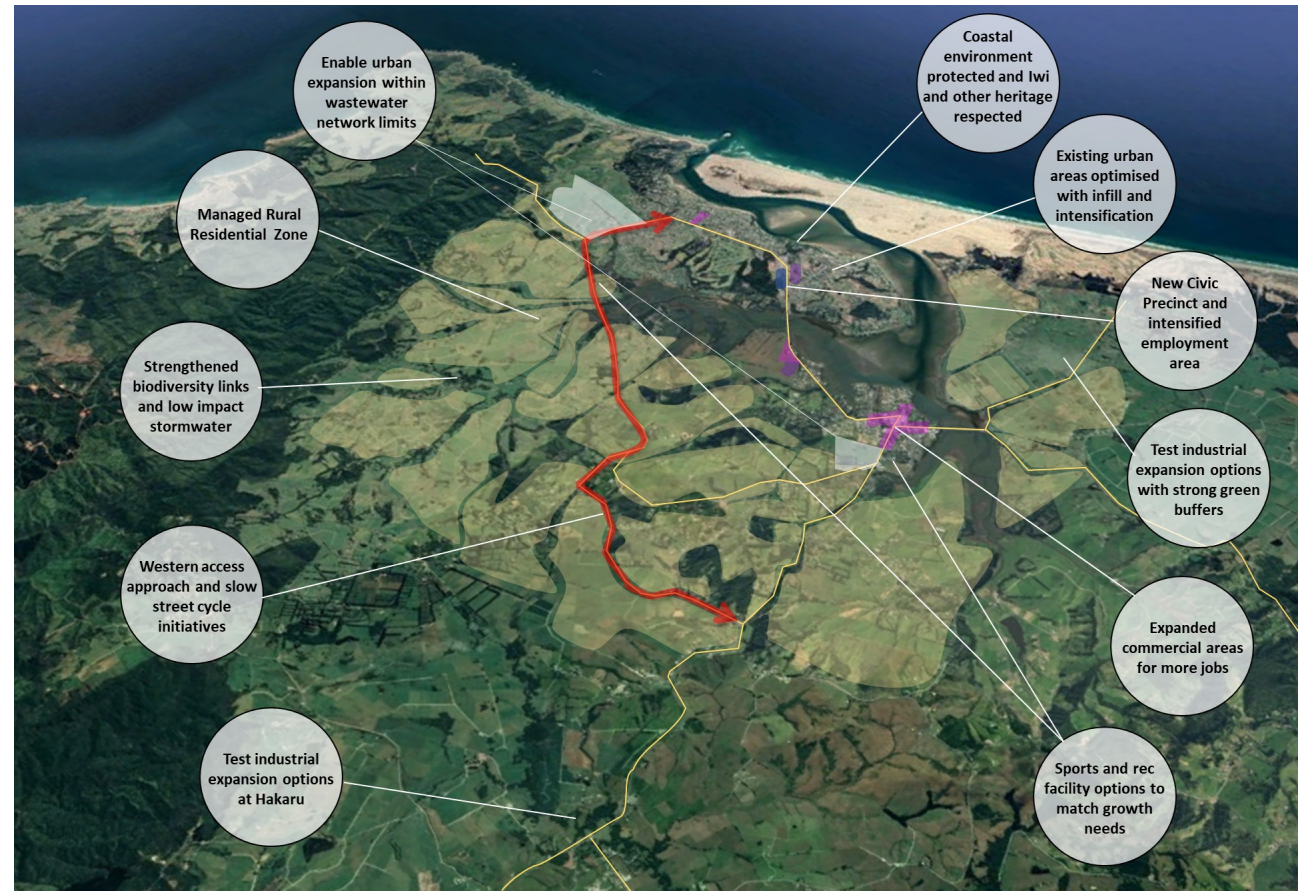 Enable urban
expansion within
wastewater
network limits
Managed Rural
Residential Zone
Strengthened
biodiversity links
and low impact
stormwater
Western access
approach and slow
street cycle
initiatives
Test industrial
expansion options
at Hakaru
Coastal
environment
protected and Iwi
and other heritage
respected
Existing urban
areas optimised
with infill and
intensification
New Civic
Precinct and
intensified
employment
area
Test industrial
expansion options
with strong green
buffers
Expanded
commercial areas
for more jobs
Sports and rec
facility options to
match growth
needs